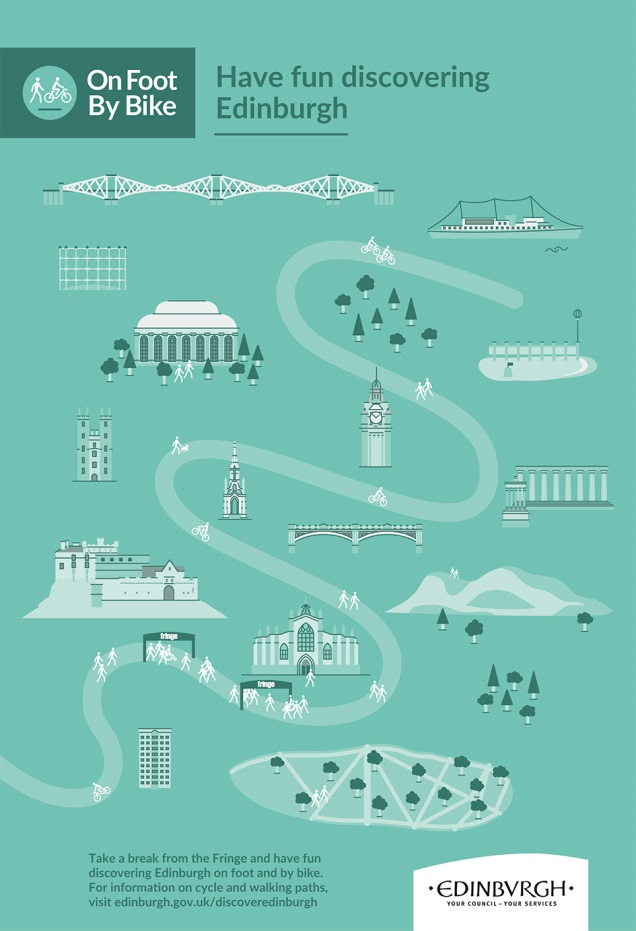 On Foot
By Bike
Have fun discovering
Edinburgh
fringe
fringe
Take a break from the Fringe and have fun
discovering Edinburgh on foot and by bike.
For information on cycle and walking paths,
visit edinburgh.gov.uk/discoveredinburgh
·EDINBVRGH·
YOUR COUNCIL – YOUR SERVICES